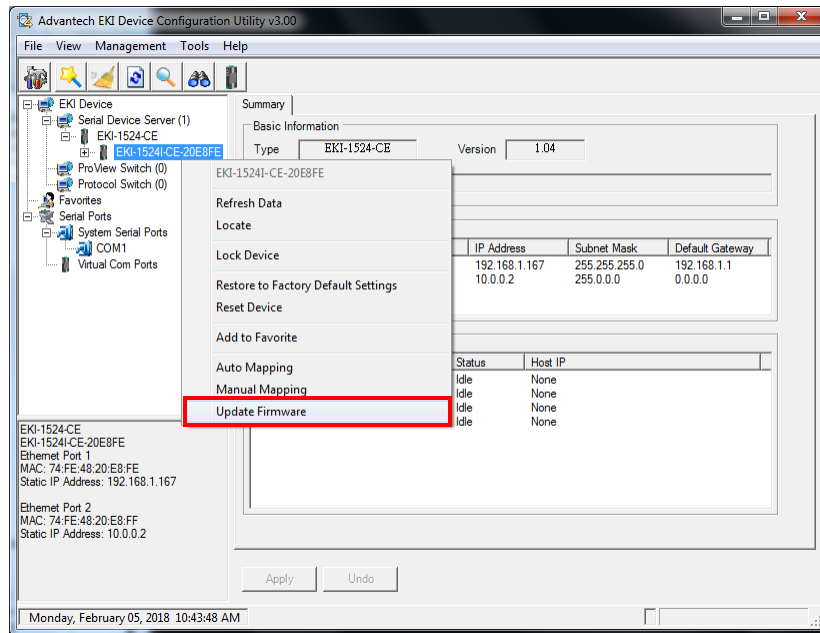 Advantech EKI Device Configuration Utility v3.00
File View Management Tools Help
EKI Device
Serial Device Server (1)
EKI-1524-CE
EKI-1524I-CE-20E8FE
ProView Switch (0)
Protocol Switch (0)
Favorites
Serial Ports
System Serial Ports
COM1
Virtual Com Ports
EKI-1524-CE
EKI-1524I-CE-20E8FE
Ethernet Port 1
MAC: 74:FE:48:20:E8:FE
Static IP Address: 192.168.1.167
Ethernet Port 2
MAC: 74:FE:48:20:E8:FF
Static IP Address: 10.0.0.2
EKI-1524I-CE-20E8FE
Refresh Data
Locate
Lock Device
Restore to Factory Default Settings
Reset Device
Add to Favorite
Auto Mapping
Manual Mapping
Update Firmware
Summary
Basic Information
Type EKI-1524-CE Version 1.04
IP Address Subnet Mask Default Gateway
192.168.1.167 255.255.255.0 192.168.1.1
10.0.0.2 255.0.0.0 0.0.0.0
Status Host IP
Idle None
Idle None
Idle None
Idle None
Apply Undo
Monday, February 05, 2018 10:43:48 AM